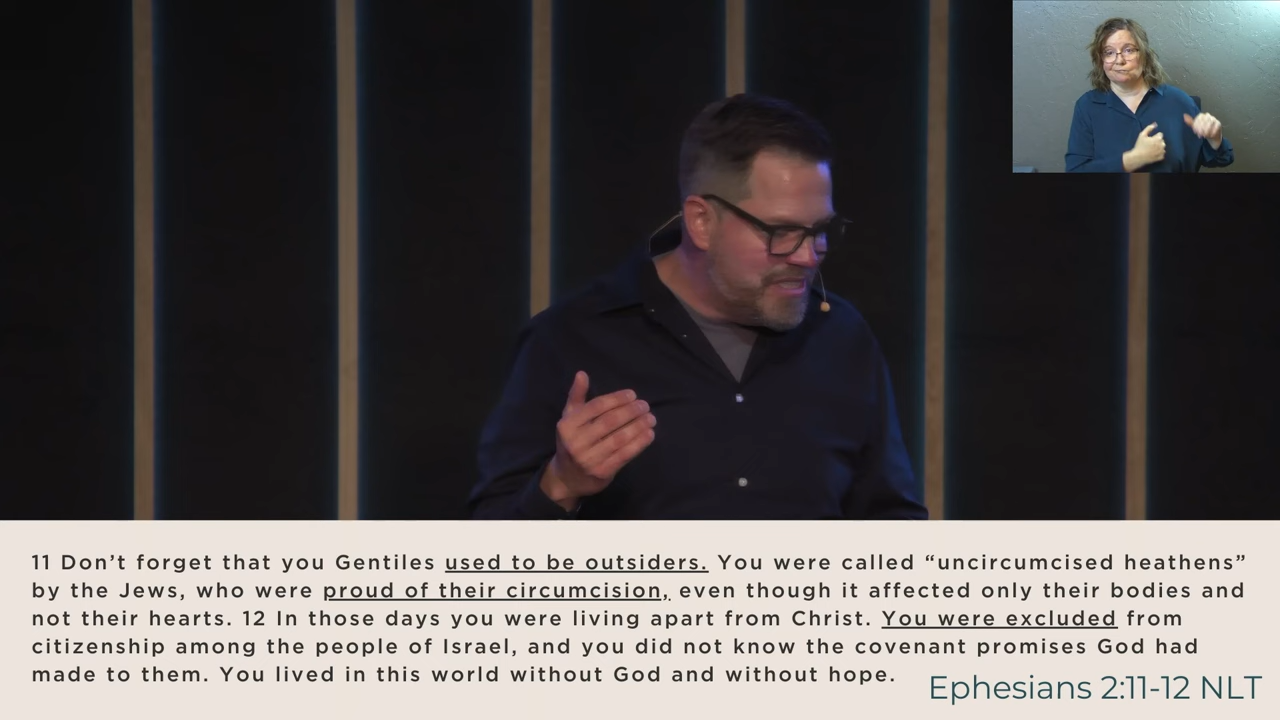 11 Don’t forget that you Gentiles used to be outsiders. You were called “uncircumcised heathens”
by the Jews, who were proud of their circumcision, even though it affected only their bodies and
not their hearts. 12 In those days you were living apart from Christ. You were excluded from
citizenship among the people of Israel, and you did not know the covenant promises God had
made to them. You lived in this world without God and without hope.
Ephesians 2:11-12 NLT